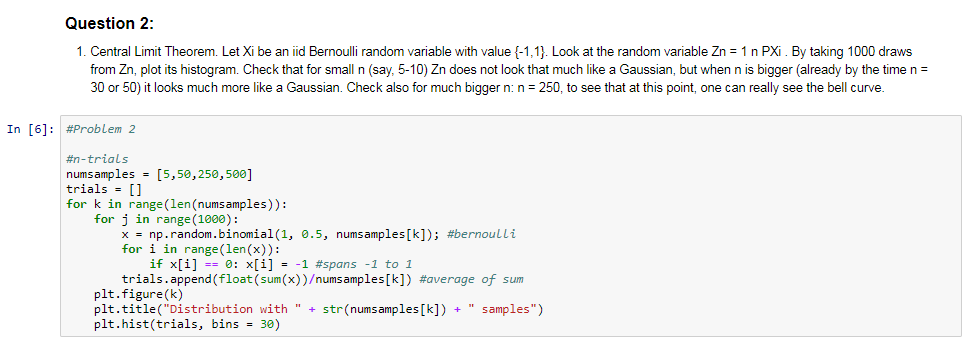 Question 2:
1. Central Limit Theorem. Let Xi be an iid Bernoulli random variable with value {-1,1}. Look at the random variable Zn = 1 n PXi . By taking 1000 draws
from Zn, plot its histogram. Check that for small n (say, 5-10) Zn does not look that much like a Gaussian, but when n is bigger (already by the time n =
30 or 50) it looks much more like a Gaussian. Check also for much bigger n: n = 250, to see that at this point, one can really see the bell curve.
In [6]: #Problem 2
#n-trials
numsamples = [5,50,250,500]
trials = []
for k in range(len(numsamples)):
    for j in range(1000):
        x = np.random.binomial(1, 0.5, numsamples[k]); #bernoulli
        for i in range(len(x)):
            if x[i] == 0: x[i] = -1 #spans -1 to 1
        trials.append(float(sum(x))/numsamples[k]) #average of sum
    plt.figure(k)
    plt.title("Distribution with " + str(numsamples[k]) + " samples")
    plt.hist(trials, bins = 30)